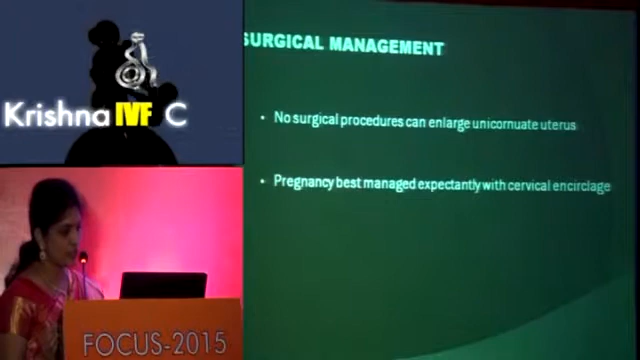 Krishna IVF C
SURGICAL MANAGEMENT
• No surgical procedures can enlarge unicornuate uterus
• Pregnancy best managed expectantly with cervical encirclage
FOCUS-2015